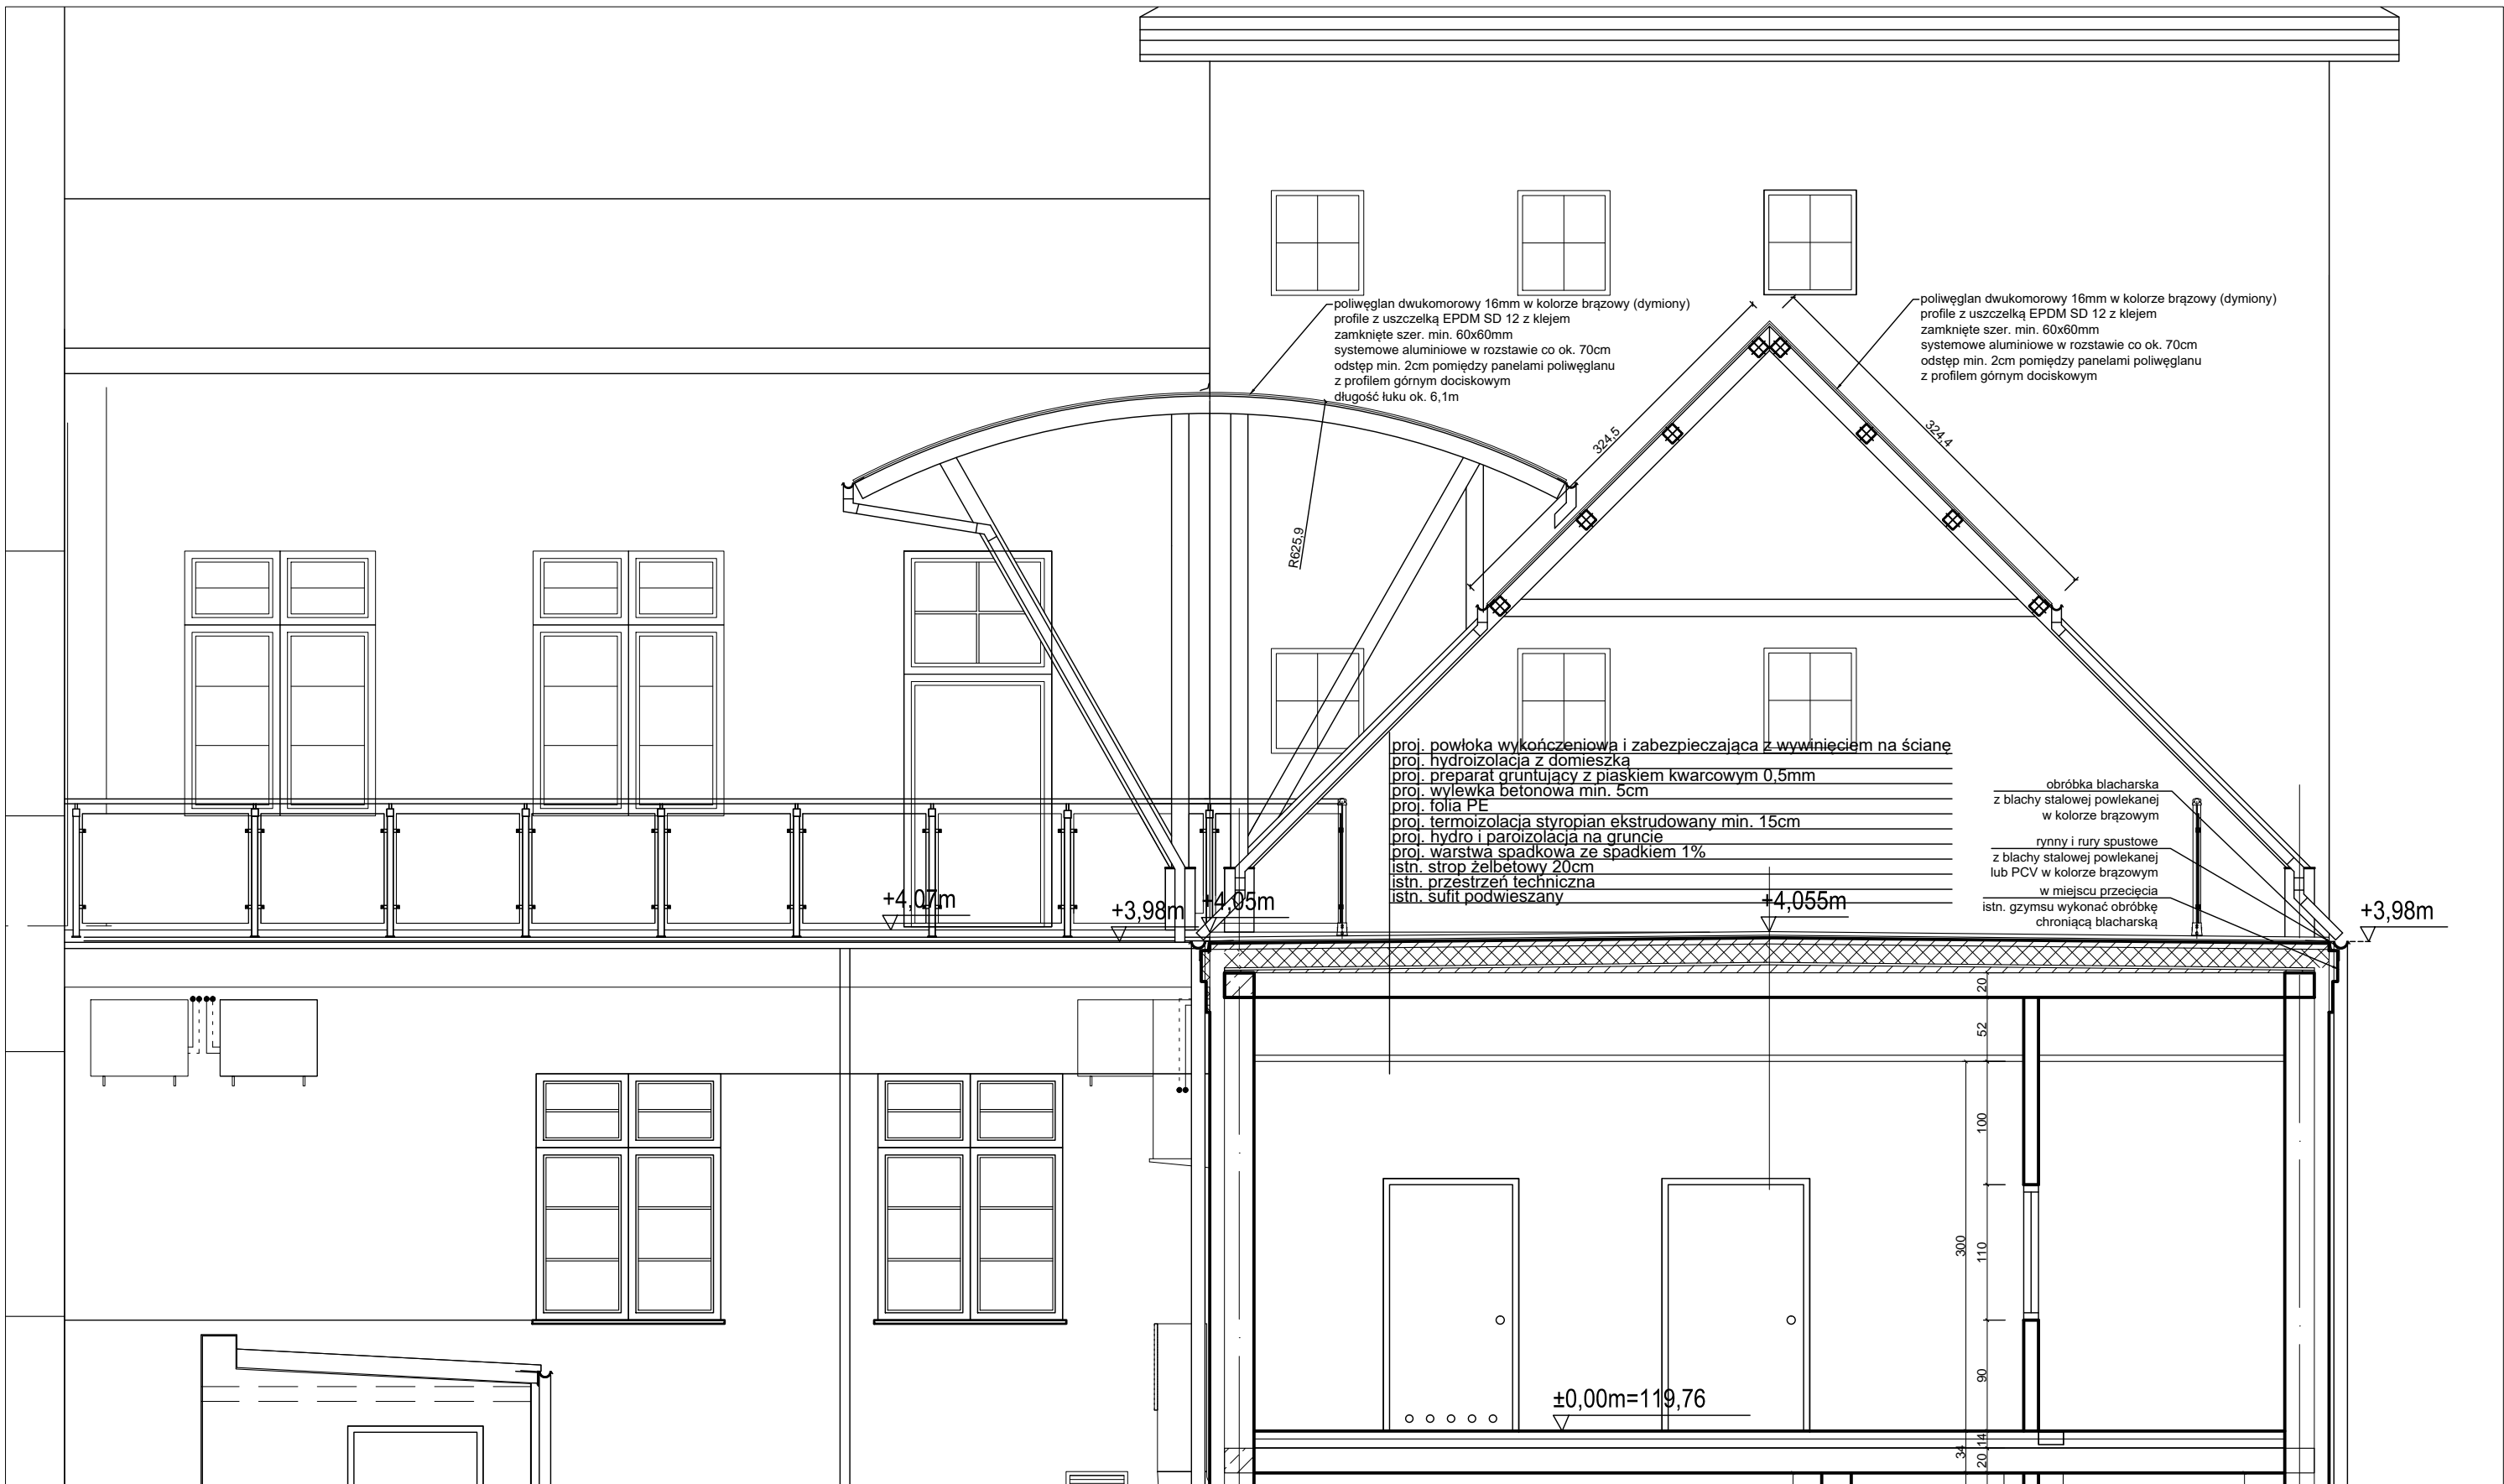 poliwęglan dwukomorowy 16mm w kolorze brązowy (dymiony)
profile z uszczelką EPDM SD 12 z klejem
zamknięte szer. min. 60x60mm
systemowe aluminiowe w rozstawie co ok. 70cm
odstęp min. 2cm pomiędzy panelami poliwęglanu
z profilem górnym dociskowym
długość łuku ok. 6,1m
poliwęglan dwukomorowy 16mm w kolorze brązowy (dymiony)
profile z uszczelką EPDM SD 12 z klejem
zamknięte szer. min. 60x60mm
systemowe aluminiowe w rozstawie co ok. 70cm
odstęp min. 2cm pomiędzy panelami poliwęglanu
z profilem górnym dociskowym
324,5
324,4
R625,9
proj. powłoka wykończeniowa i zabezpieczająca z wywinięciem na ścianę
proj. hydroizolacja z domieszką
proj. preparat gruntujący z piaskiem kwarcowym 0,5mm
proj. wylewka betonowa min. 5cm
proj. folia PE
proj. termoizolacja styropian ekstrudowany min. 15cm
proj. hydro i paroizolacja na gruncie
proj. warstwa spadkowa ze spadkiem 1%
istn. strop żelbetowy 20cm
istn. przestrzeń techniczna
istn. sufit podwieszany
obróbka blacharska
z blachy stalowej powlekanej
w kolorze brązowym
rynny i rury spustowe
z blachy stalowej powlekanej
lub PCV w kolorze brązowym
w miejscu przecięcia
istn. gzymsu wykonać obróbkę
chroniącą blacharską
+4,07m
+3,98m
+4,05m
+4,055m
+3,98m
20
52
100
300
110
90
±0,00m=119,76
34
14
20